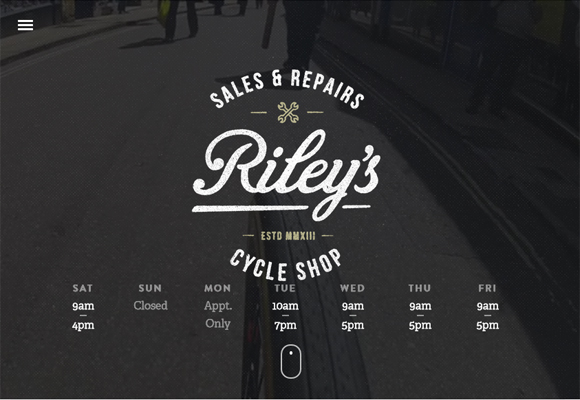 SALES & REPAIRS
Riley's
ESTD MMXIII
CYCLE SHOP
SAT SUN MON TUE WED THU FRI
9am Closed Appt. 10am 9am 9am 9am
4pm Only 7pm 5pm 5pm 5pm